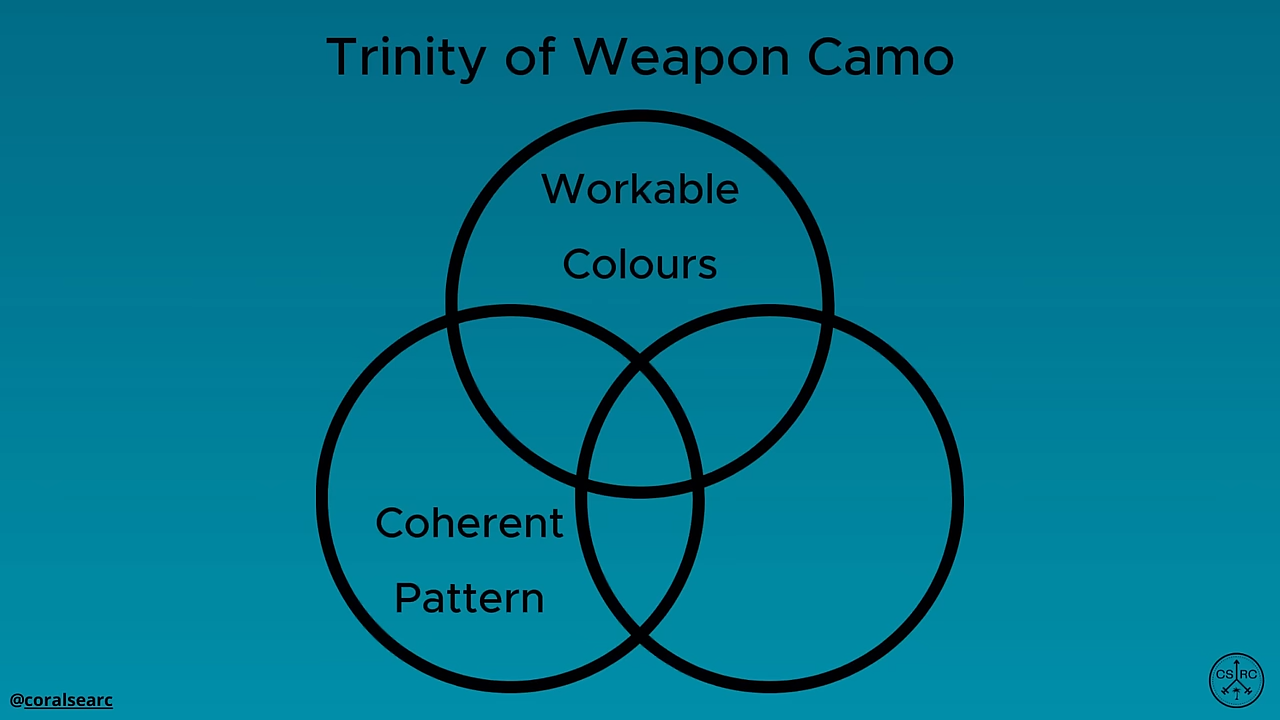 Trinity of Weapon Camo
Workable
Colours
Coherent
Pattern
@coralsearc
CS RC